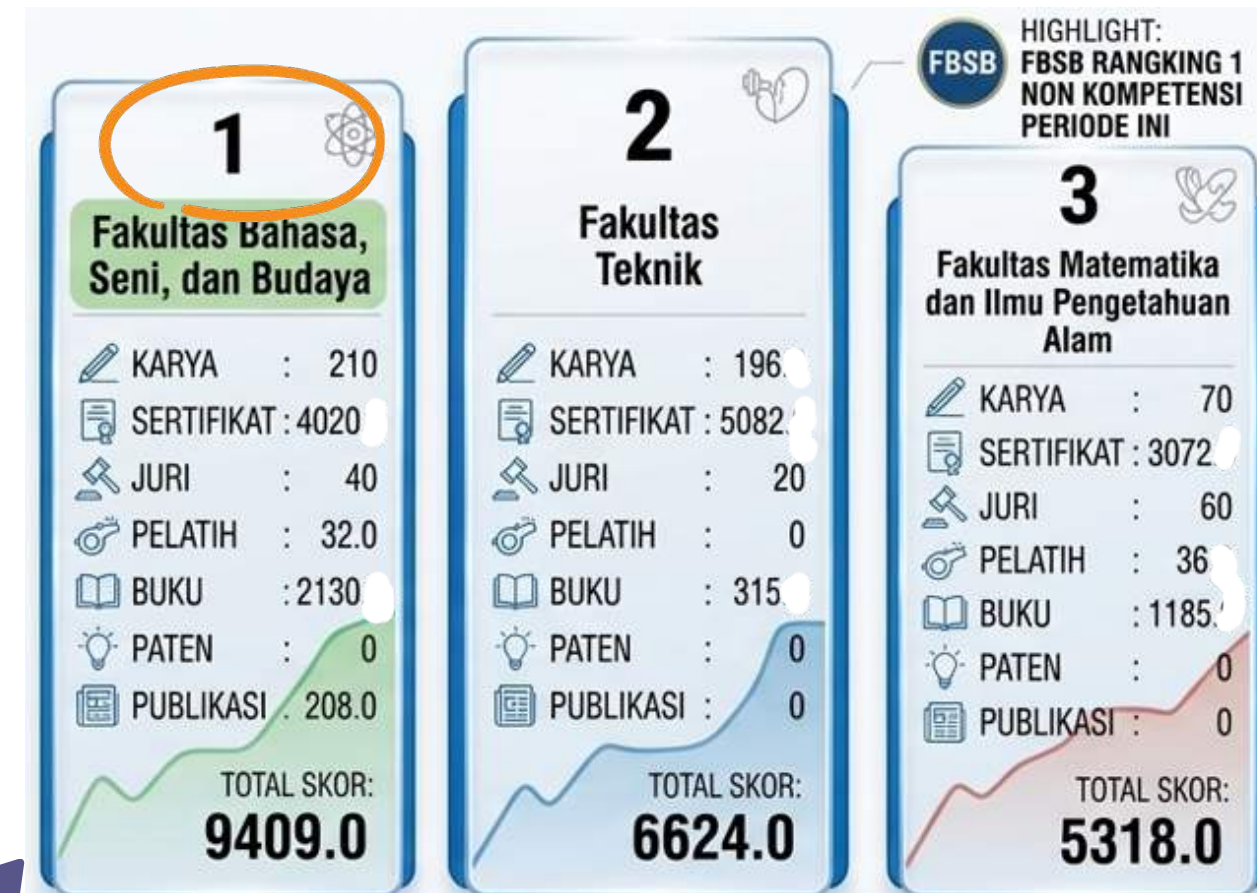 HIGHLIGHT:
FBSB
FBSB RANGKING 1
NON KOMPETENSI
PERIODE INI
1
Fakultas Bahasa,
Seni, dan Budaya
KARYA : 210
SERTIFIKAT : 4020
JURI : 40
PELATIH : 32.0
BUKU : 2130
PATEN : 0
PUBLIKASI . 208.0
TOTAL SKOR:
9409.0
2
Fakultas
Teknik
KARYA : 196.
SERTIFIKAT : 5082.
JURI : 20
PELATIH : 0
BUKU : 315.
PATEN : 0
PUBLIKASI : 0
TOTAL SKOR:
6624.0
3
Fakultas Matematika
dan Ilmu Pengetahuan
Alam
KARYA : 70
SERTIFIKAT : 3072.
JURI : 60
PELATIH : 36
BUKU : 1185.
PATEN : 0
PUBLIKASI : 0
TOTAL SKOR:
5318.0